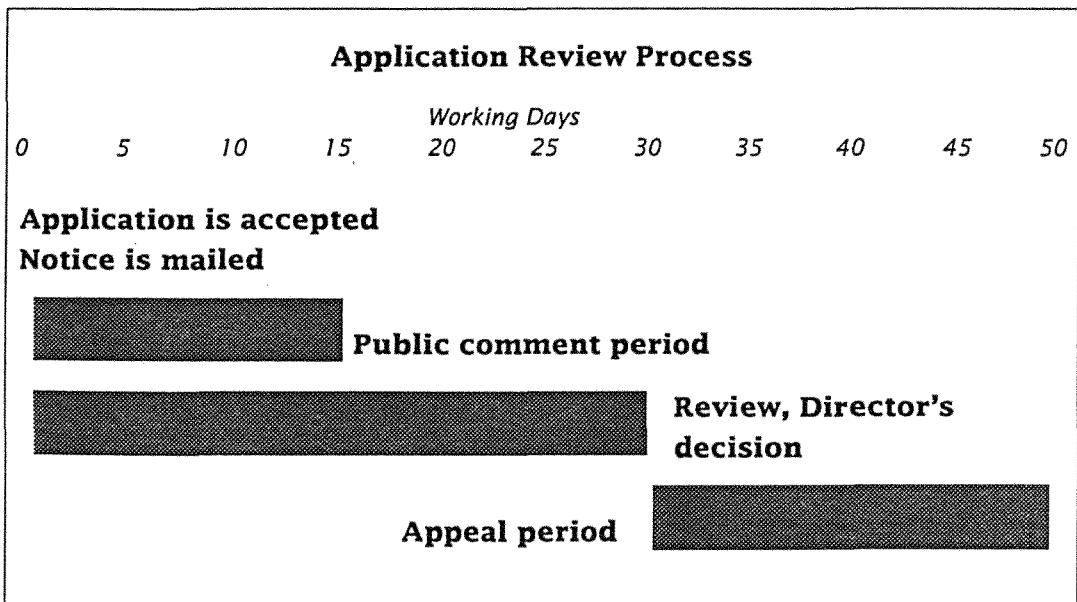 Application Review Process
Working Days
0 5 10 15 20 25 30 35 40 45 50
Application is accepted
Notice is mailed
Public comment period
Review, Director's
decision
Appeal period